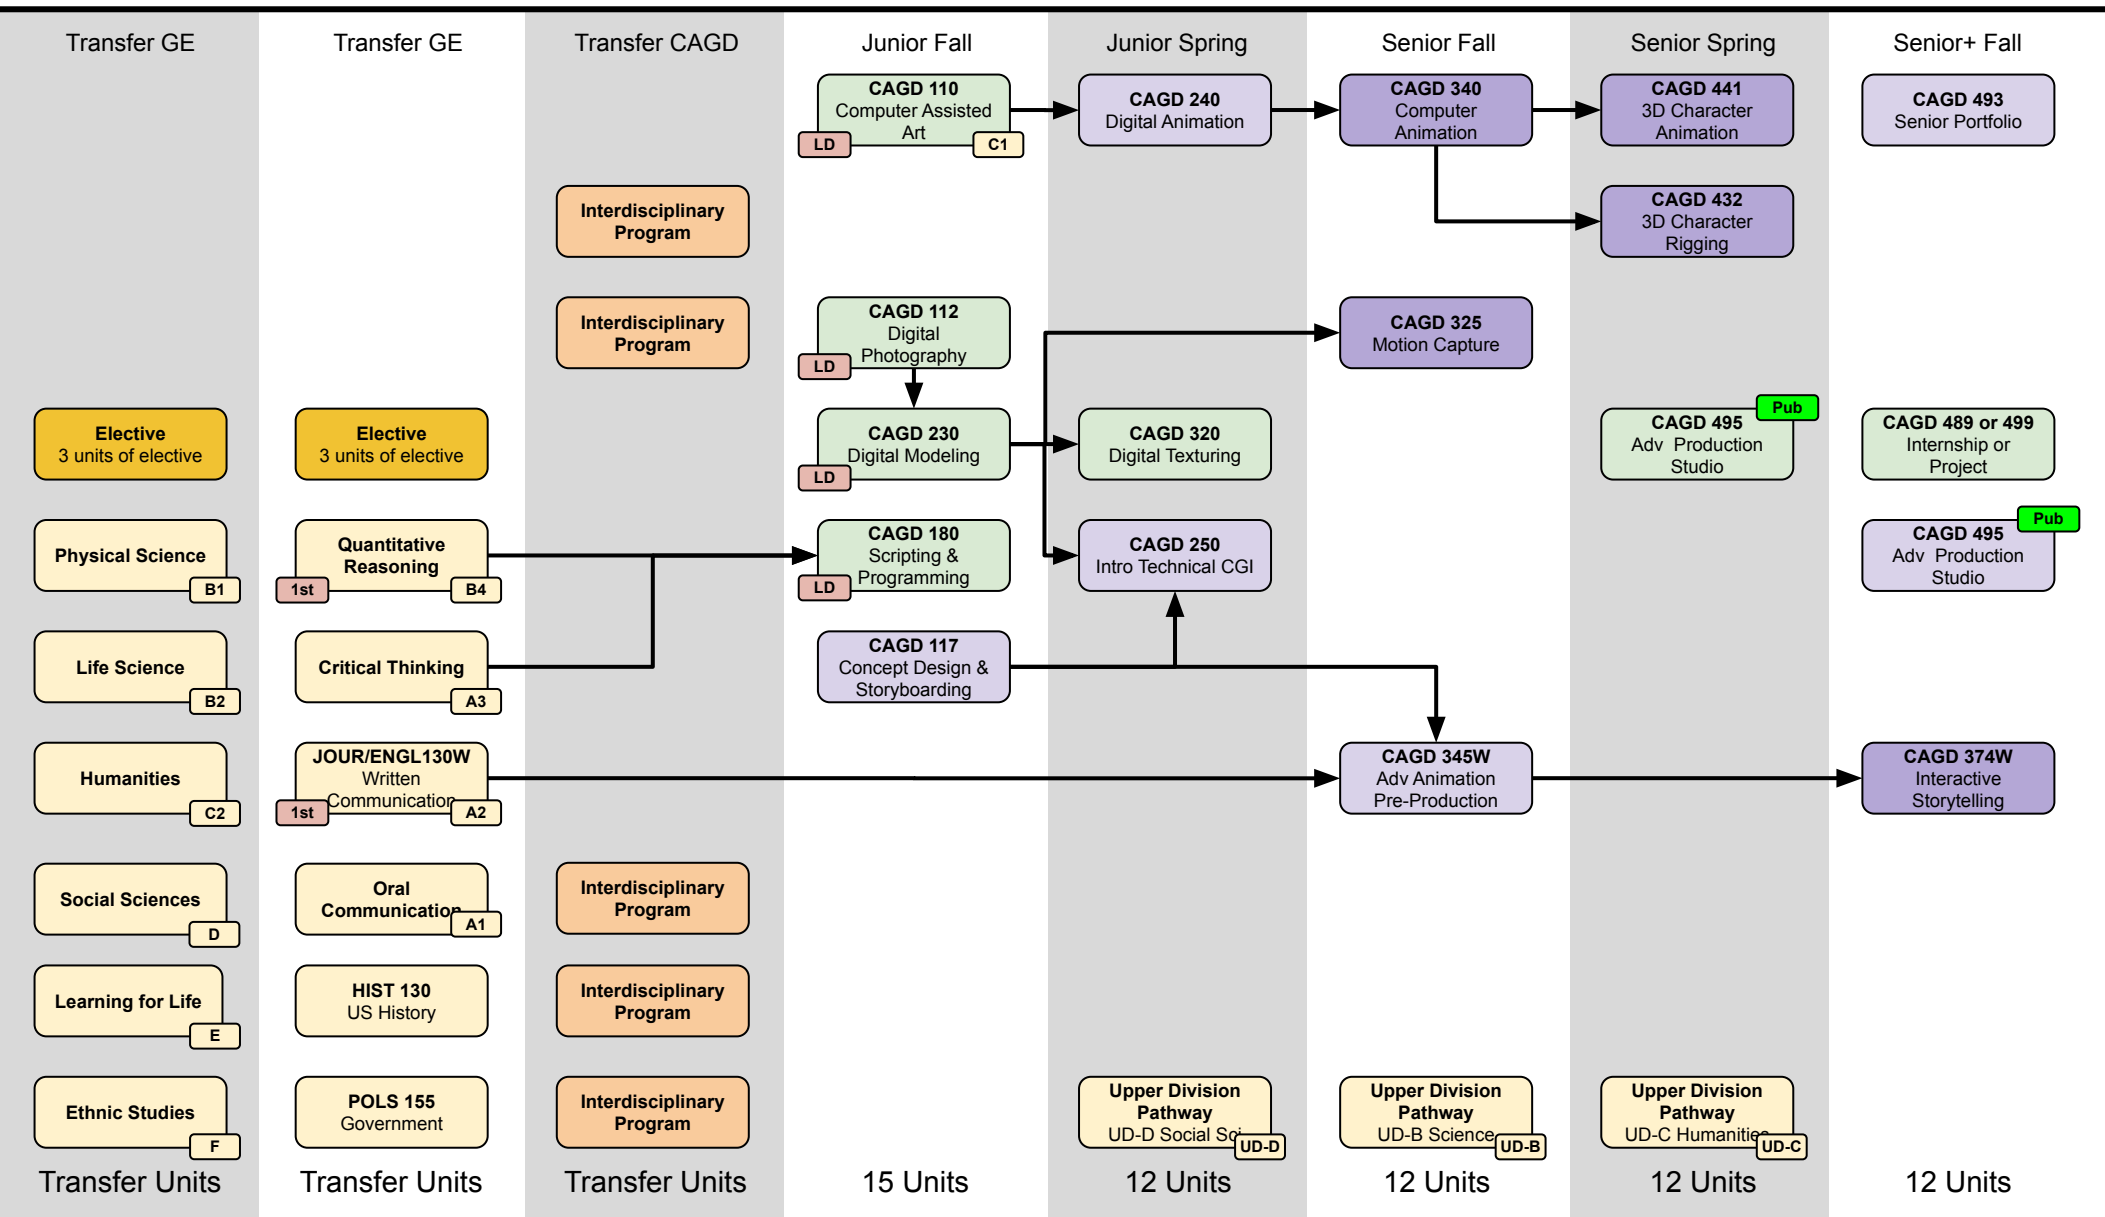 Transfer GE
Transfer GE
Transfer CAGD
Junior Fall
Junior Spring
Senior Fall
Senior Spring
Senior+ Fall
CAGD 110
Computer Assisted
Art
LD
C1
CAGD 240
Digital Animation
CAGD 340
Computer
Animation
CAGD 441
3D Character
Animation
CAGD 493
Senior Portfolio
Interdisciplinary
Program
CAGD 432
3D Character
Rigging
Interdisciplinary
Program
CAGD 112
Digital
Photography
LD
CAGD 325
Motion Capture
Elective
3 units of elective
Elective
3 units of elective
CAGD 230
Digital Modeling
LD
CAGD 320
Digital Texturing
Pub
CAGD 495
Adv Production
Studio
CAGD 489 or 499
Internship or
Project
Physical Science
B1
Quantitative
Reasoning
1st
B4
CAGD 180
Scripting &
Programming
LD
CAGD 250
Intro Technical CGI
Pub
CAGD 495
Adv Production
Studio
Life Science
B2
Critical Thinking
A3
CAGD 117
Concept Design &
Storyboarding
Humanities
C2
JOUR/ENGL130W
Written
Communication
1st
A2
CAGD 345W
Adv Animation
Pre-Production
CAGD 374W
Interactive
Storytelling
Social Sciences
D
Oral
Communication
A1
Interdisciplinary
Program
Learning for Life
E
HIST 130
US History
Interdisciplinary
Program
Ethnic Studies
F
POLS 155
Government
Interdisciplinary
Program
Upper Division
Pathway
UD-D Social Sci
UD-D
Upper Division
Pathway
UD-B Science
UD-B
Upper Division
Pathway
UD-C Humanities
UD-C
Transfer Units
Transfer Units
Transfer Units
15 Units
12 Units
12 Units
12 Units
12 Units